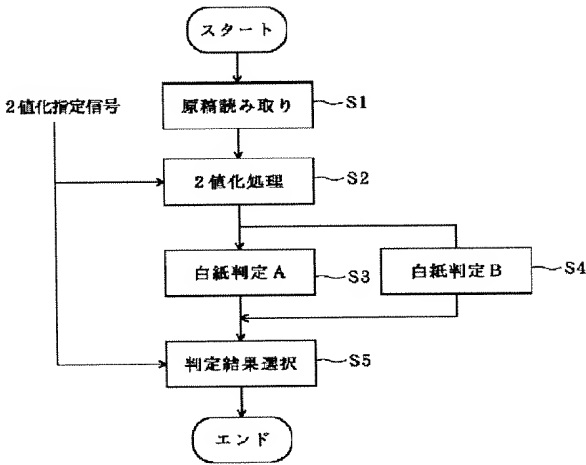 スタート
原稿読み取り
S1
2値化指定信号
2値化処理
S2
白紙判定A
S3
白紙判定B
S4
判定結果選択
S5
エンド